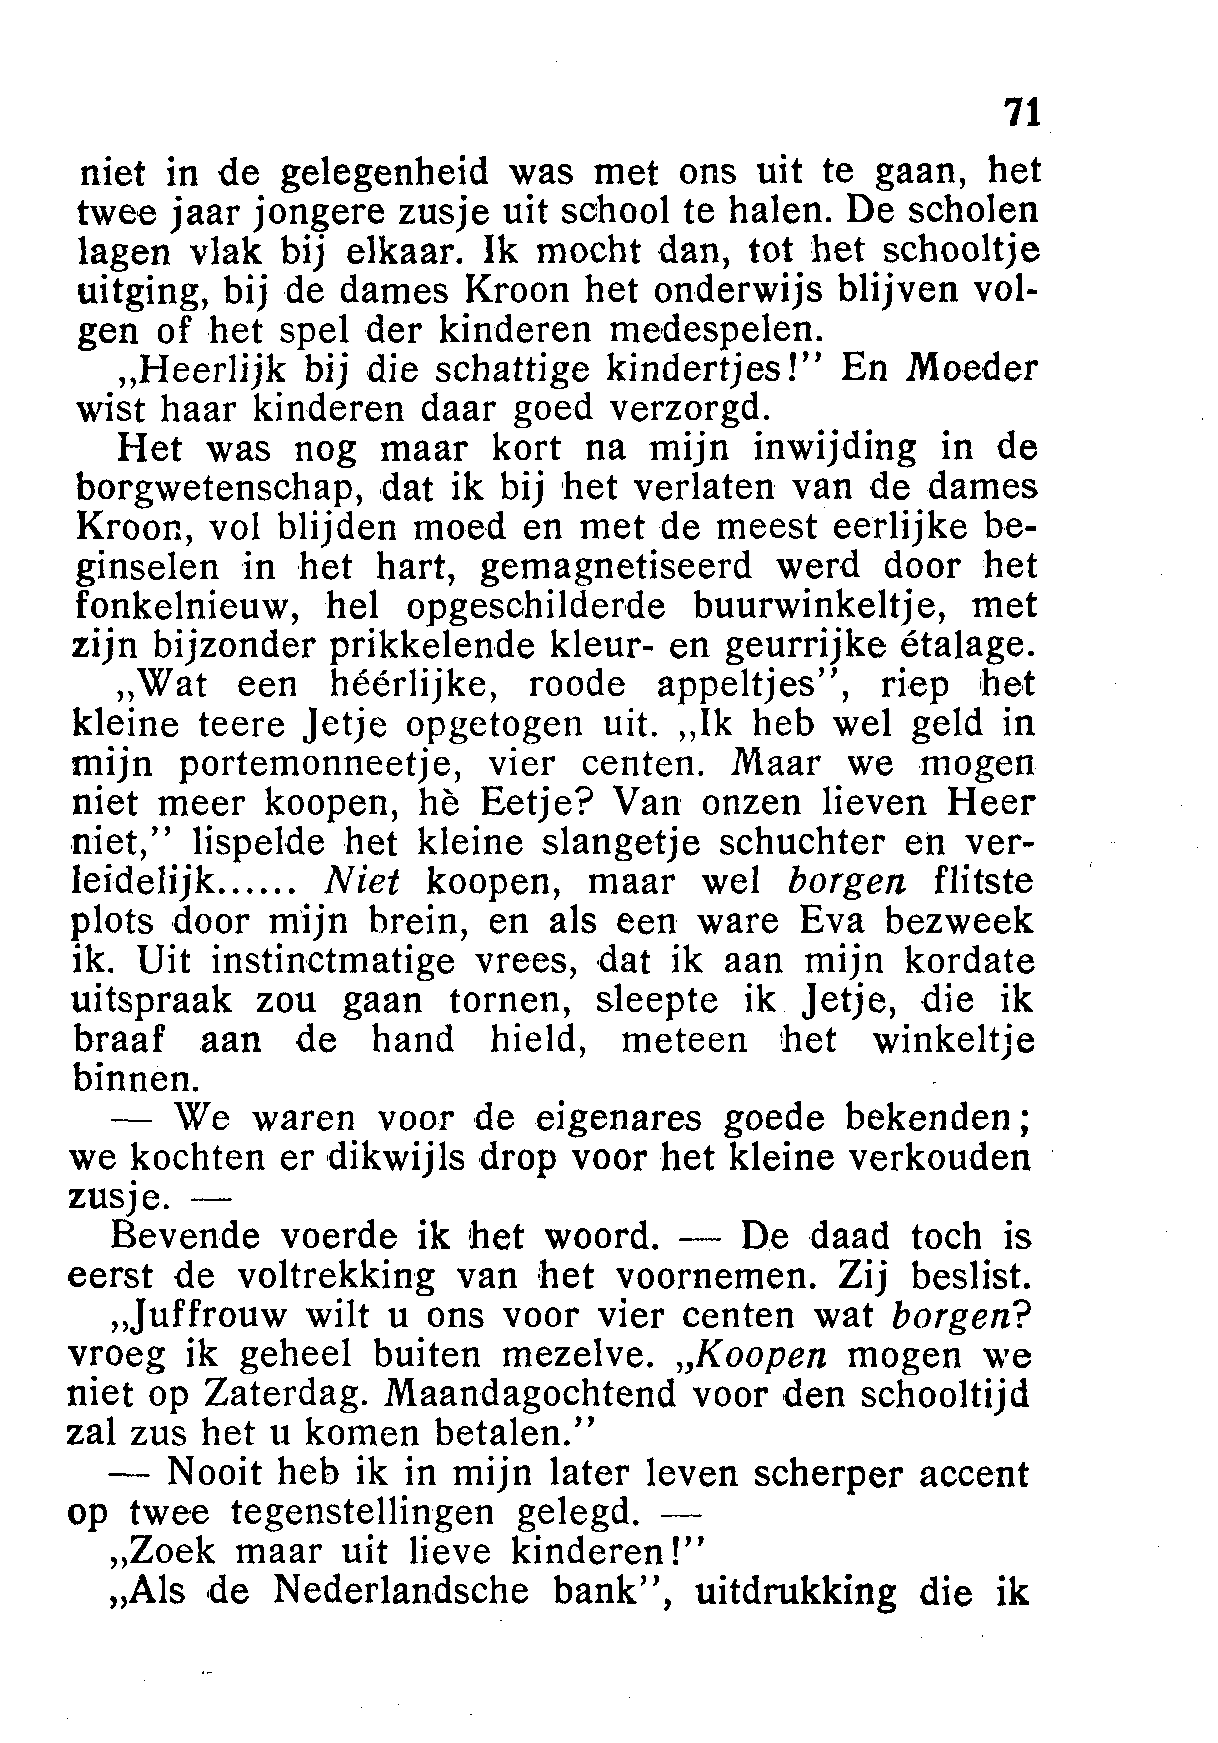 71
niet in de gelegenheid was met ons uit te gaan, het
twee jaar jongere zusje uit school te halen. De scholen
lagen vlak bij elkaar. Ik mocht dan, tot het schooltje
uitging, bij de dames Kroon het onderwijs blijven vol-
gen of het spel der kinderen medespelen.
„Heerlijk bij die schattige kindertjes!” En Moeder
wist haar kinderen daar goed verzorgd.
Het was nog maar kort na mijn inwijding in de
borgwetenschap, dat ik bij het verlaten van de dames
Kroon, vol blijden moed en met de meest eerlijke be-
ginselen in het hart, gemagnetiseerd werd door het
fonkelnieuw, hel opgeschilderde buurwinkeltje, met
zijn bijzonder prikkelende kleur- en geurrijke étalage.
„Wat een héérlijke, roode appeltjes”, riep het
kleine teere Jetje opgetogen uit. „Ik heb wel geld in
mijn portemonneetje, vier centen. Maar we mogen
niet meer koopen, hè Eetje? Van onzen lieven Heer
niet,” lispelde het kleine slangetje schuchter en ver-
leidelijk...... Niet koopen, maar wel borgen flitste
plots door mijn brein, en als een ware Eva bezweek
ik. Uit instinctmatige vrees, dat ik aan mijn kordate
uitspraak zou gaan tornen, sleepte ik Jetje, die ik
braaf aan de hand hield, meteen het winkeltje
binnen.
— We waren voor de eigenares goede bekenden;
we kochten er dikwijls drop voor het kleine verkouden
zusje. —
Bevende voerde ik het woord. — De daad toch is
eerst de voltrekking van het voornemen. Zij beslist.
„Juffrouw wilt u ons voor vier centen wat borgen?
vroeg ik geheel buiten mezelve. „Koopen mogen we
niet op Zaterdag. Maandagochtend voor den schooltijd
zal zus het u komen betalen.”
— Nooit heb ik in mijn later leven scherper accent
op twee tegenstellingen gelegd. —
„Zoek maar uit lieve kinderen!”
„Als de Nederlandsche bank”, uitdrukking die ik